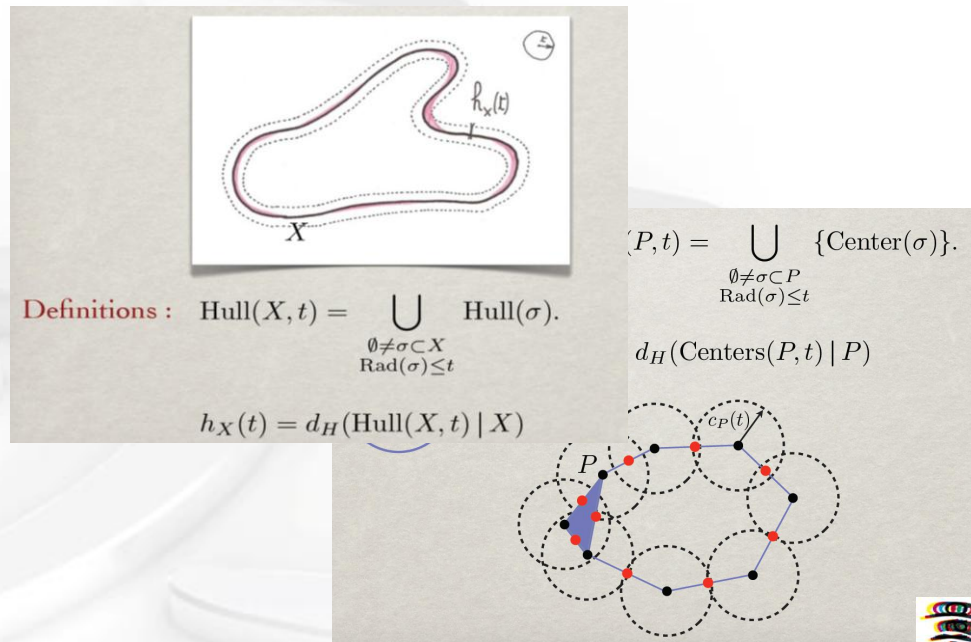 r
h_X(t)
X
Definitions : Hull(X, t) = ⋃ Hull(σ).
∅≠σ⊂X
Rad(σ)≤t
h_X(t) = d_H(Hull(X, t) | X)
(P, t) = ⋃ {Center(σ)}.
∅≠σ⊂P
Rad(σ)≤t
d_H(Centers(P, t) | P)
c_P(t)
P